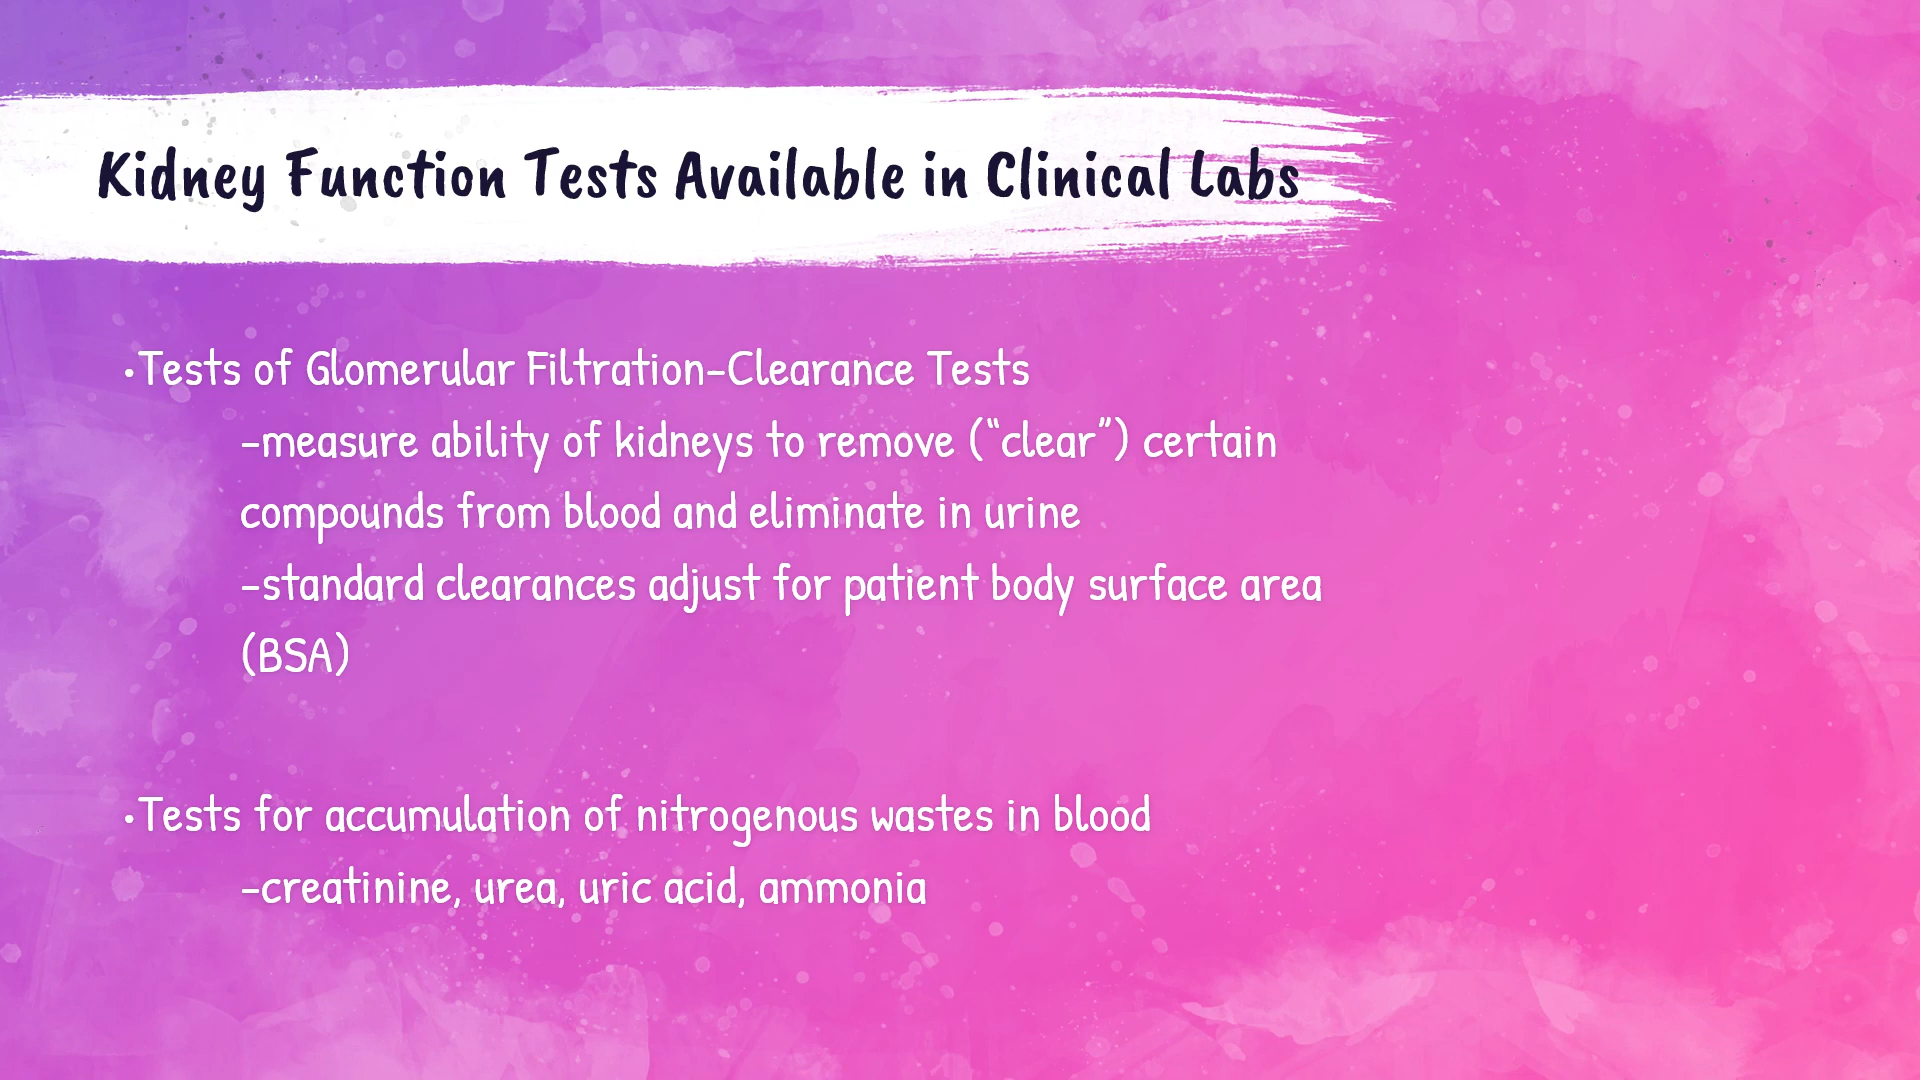 Kidney Function Tests Available in Clinical Labs
•Tests of Glomerular Filtration-Clearance Tests
-measure ability of kidneys to remove (“clear”) certain
compounds from blood and eliminate in urine
-standard clearances adjust for patient body surface area
(BSA)
•Tests for accumulation of nitrogenous wastes in blood
-creatinine, urea, uric acid, ammonia